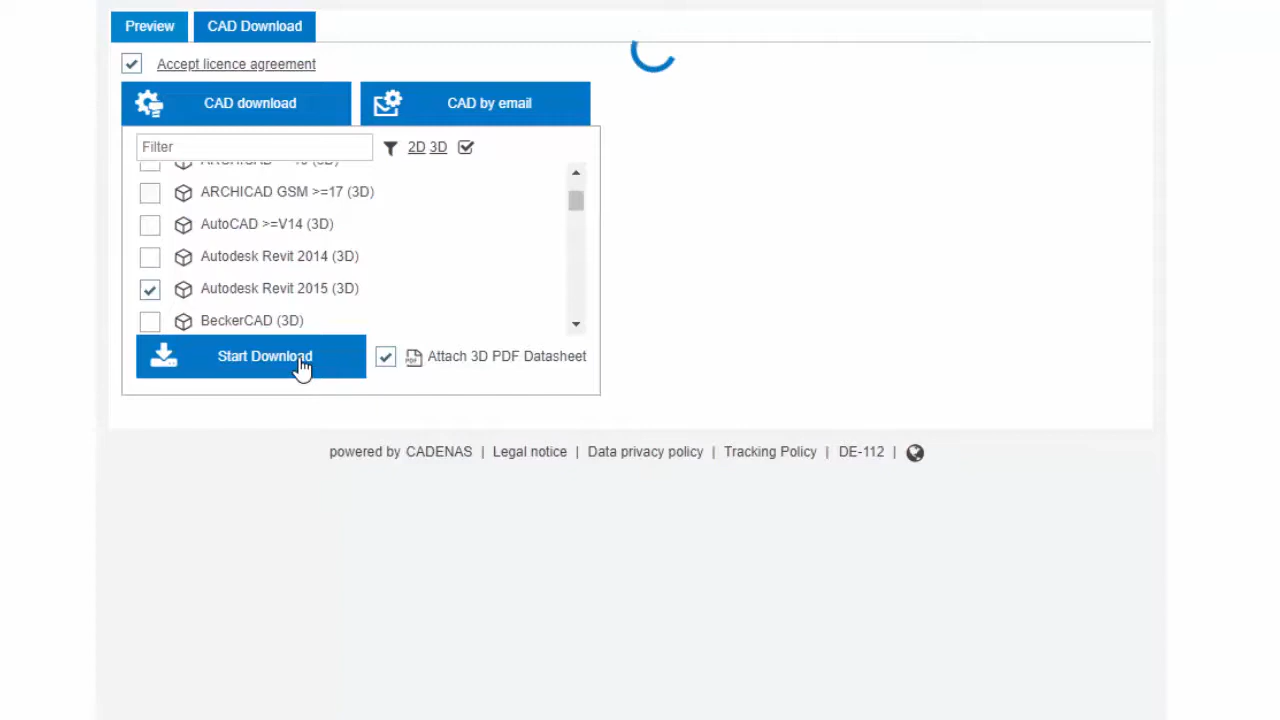 Preview CAD Download
Accept licence agreement
CAD download CAD by email
Filter 2D 3D
ARCHICAD GSM >=17 (3D)
AutoCAD >=V14 (3D)
Autodesk Revit 2014 (3D)
Autodesk Revit 2015 (3D)
BeckerCAD (3D)
Start Download PDF Attach 3D PDF Datasheet
powered by CADENAS | Legal notice | Data privacy policy | Tracking Policy | DE-112 |